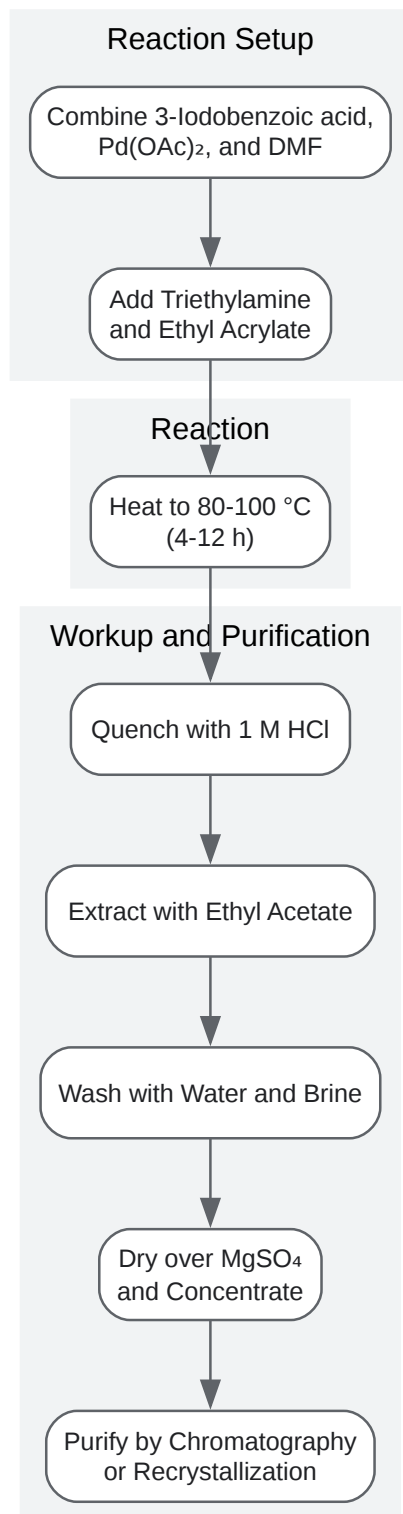 Reaction Setup
Combine 3-Iodobenzoic acid,
Pd(OAc)₂, and DMF
Add Triethylamine
and Ethyl Acrylate
Reaction
Heat to 80-100 °C
(4-12 h)
Workup and Purification
Quench with 1 M HCl
Extract with Ethyl Acetate
Wash with Water and Brine
Dry over MgSO₄
and Concentrate
Purify by Chromatography
or Recrystallization